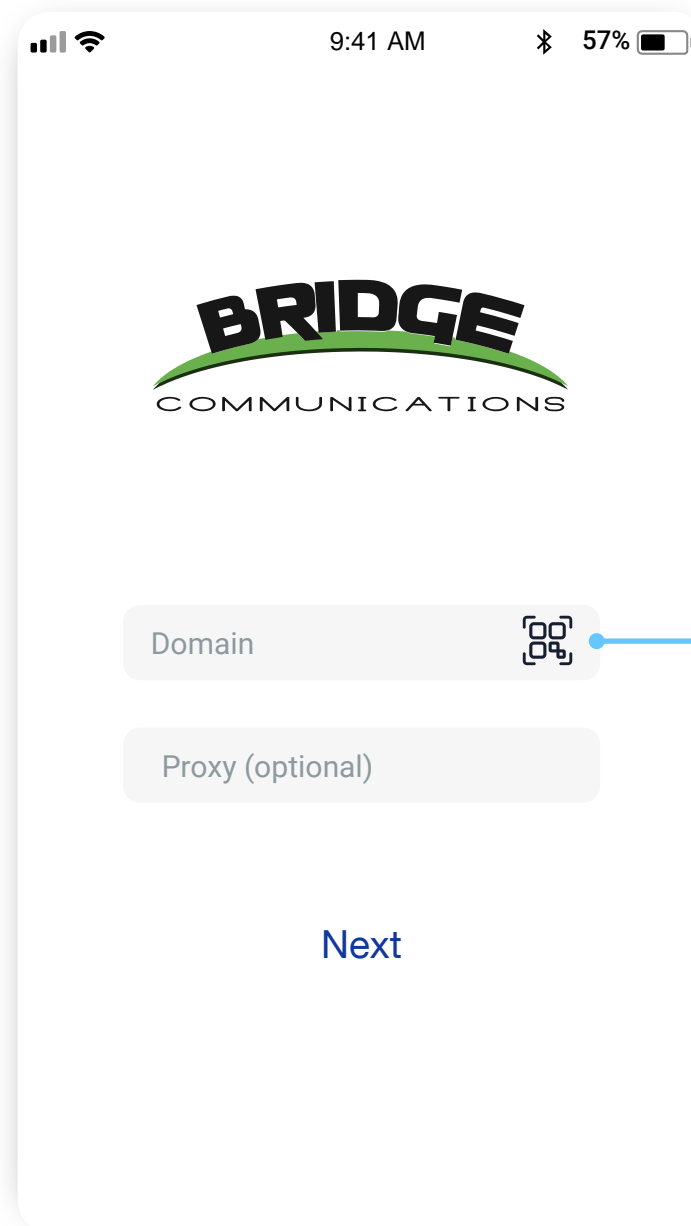 9:41 AM 57%
BRIDGE
COMMUNICATIONS
Domain
Proxy (optional)
Next